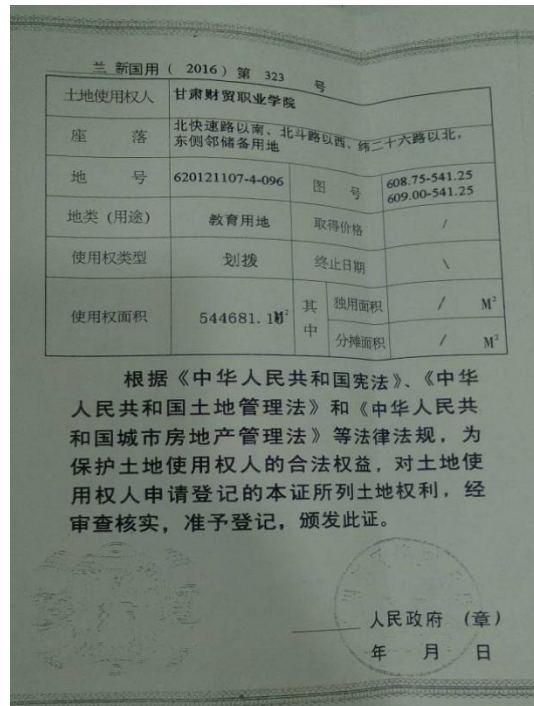 兰 新国用( 2016 )第 323 号
土地使用权人 甘肃财贸职业学院
座 落 北快速路以南、北斗路以西、纬二十六路以北,
东侧邻储备用地
地 号 620121107-4-096 图 号 608.75-541.25
609.00-541.25
地类(用途) 教育用地 取得价格 /
使用权类型 划拨 终止日期 \
使用权面积 544681.10 M² 其中 独用面积 / M²
分摊面积 / M²
根据《中华人民共和国宪法》、《中华
人民共和国土地管理法》和《中华人民共
和国城市房地产管理法》等法律法规,为
保护土地使用权人的合法权益,对土地使
用权人申请登记的本证所列土地权利,经
审查核实,准予登记,颁发此证。
人民政府 (章)
年 月 日